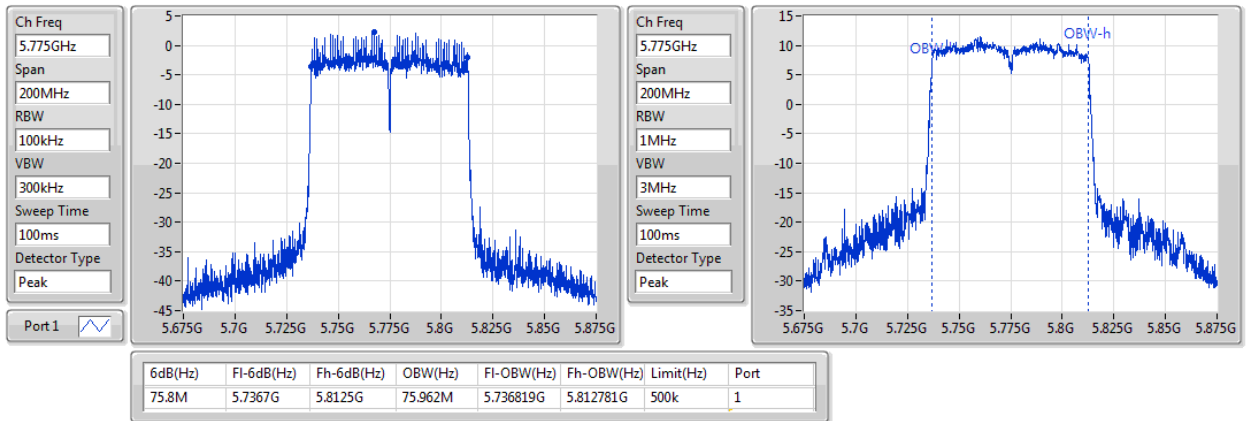 Ch Freq
5.775GHz
Span
200MHz
RBW
100kHz
VBW
300kHz
Sweep Time
100ms
Detector Type
Peak
Port 1
5
0
-5
-10
-15
-20
-25
-30
-35
-40
-45
5.675G 5.7G 5.725G 5.75G 5.775G 5.8G 5.825G 5.85G 5.875G
Ch Freq
5.775GHz
Span
200MHz
RBW
1MHz
VBW
3MHz
Sweep Time
100ms
Detector Type
Peak
15
10
5
0
-5
-10
-15
-20
-25
-30
-35
OBW-h
5.675G 5.7G 5.725G 5.75G 5.775G 5.8G 5.825G 5.85G 5.875G
6dB(Hz) Fl-6dB(Hz) Fh-6dB(Hz) OBW(Hz) Fl-OBW(Hz) Fh-OBW(Hz) Limit(Hz) Port
75.8M 5.7367G 5.8125G 75.962M 5.736819G 5.812781G 500k 1